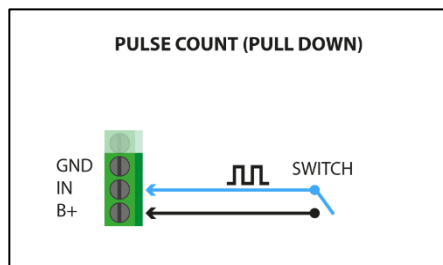 PULSE COUNT (PULL DOWN)
GND
SWITCH
IN
B+